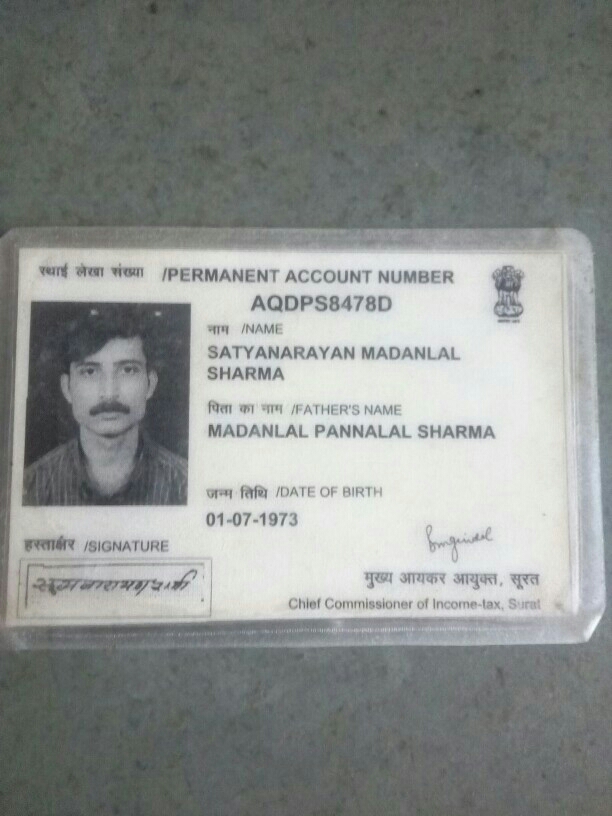 स्थाई लेखा संख्या /PERMANENT ACCOUNT NUMBER
AQDPS8478D
नाम /NAME
SATYANARAYAN MADANLAL
SHARMA
पिता का नाम /FATHER'S NAME
MADANLAL PANNALAL SHARMA
जन्म तिथि /DATE OF BIRTH
01-07-1973
हस्ताक्षर /SIGNATURE
मुख्य आयकर आयुक्त, सूरत
Chief Commissioner of Income-tax, Surat